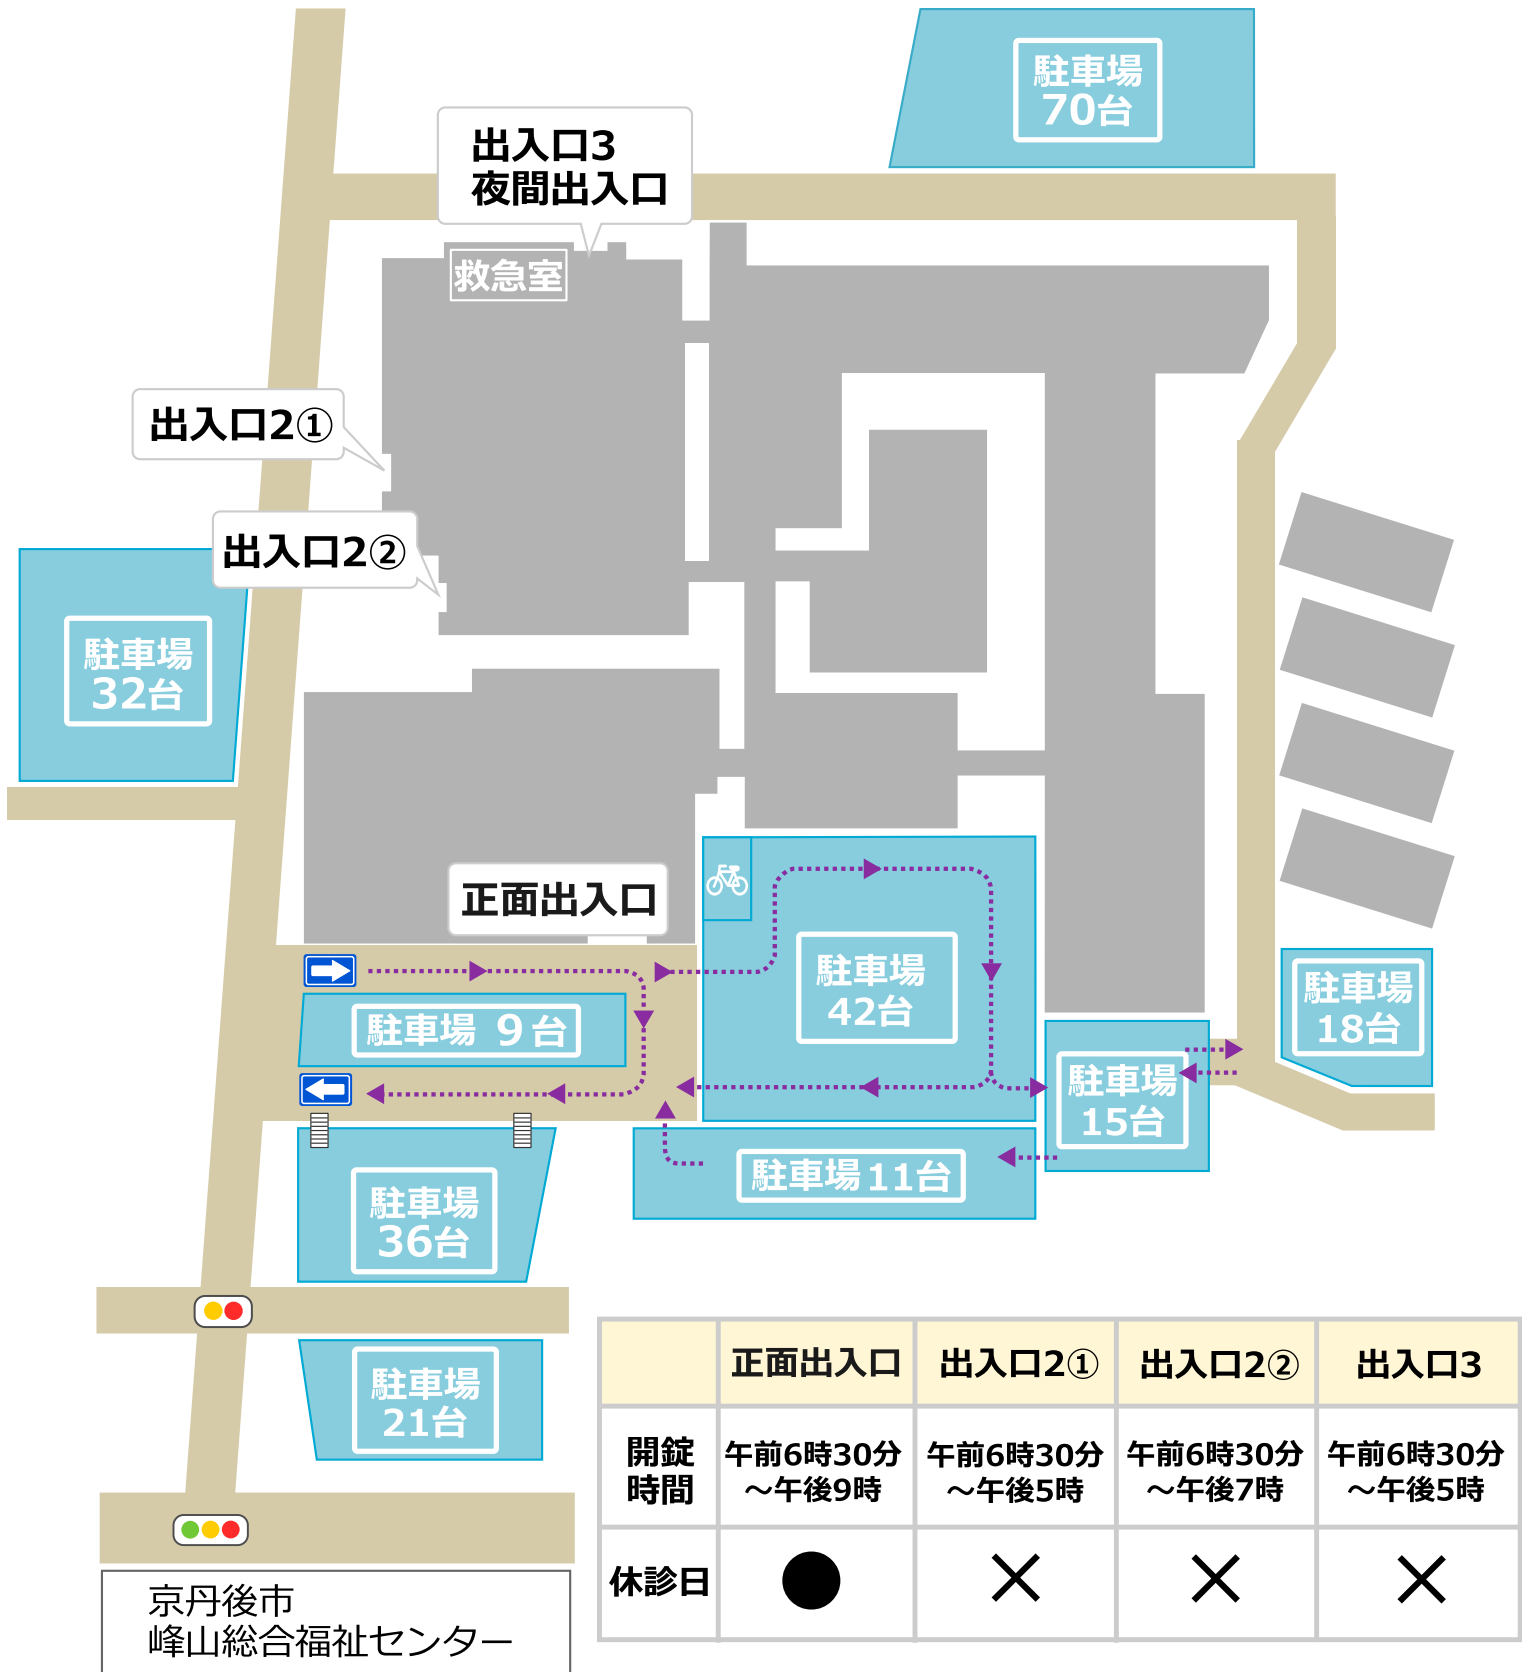 駐車場
70台
出入口3
夜間出入口
救急室
出入口2①
出入口2②
駐車場
32台
正面出入口
駐車場
42台
駐車場 9台
駐車場
18台
駐車場
15台
駐車場 11台
駐車場
36台
駐車場
21台
正面出入口 出入口2① 出入口2② 出入口3
開錠
時間
午前6時30分
～午後9時
午前6時30分
～午後5時
午前6時30分
～午後7時
午前6時30分
～午後5時
休診日 ● × × ×
京丹後市
峰山総合福祉センター